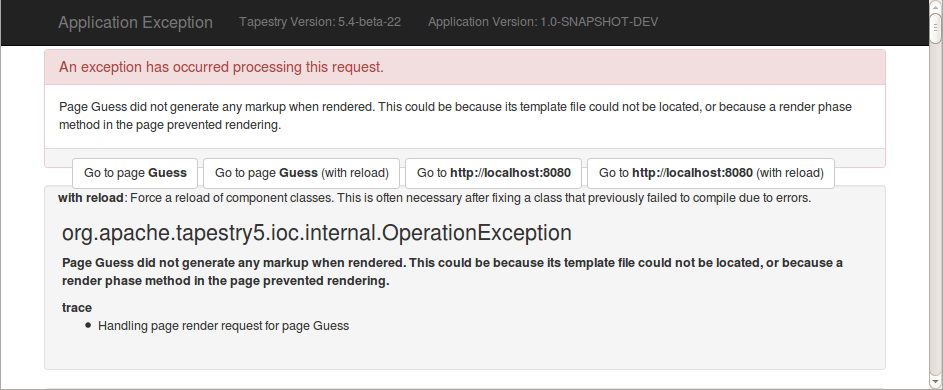 Application Exception Tapestry Version: 5.4-beta-22 Application Version: 1.0-SNAPSHOT-DEV
An exception has occurred processing this request.
Page Guess did not generate any markup when rendered. This could be because its template file could not be located, or because a render phase
method in the page prevented rendering.
Go to page Guess Go to page Guess (with reload) Go to http://localhost:8080 Go to http://localhost:8080 (with reload)
with reload: Force a reload of component classes. This is often necessary after fixing a class that previously failed to compile due to errors.
org.apache.tapestry5.ioc.internal.OperationException
Page Guess did not generate any markup when rendered. This could be because its template file could not be located, or because a
render phase method in the page prevented rendering.
trace
• Handling page render request for page Guess